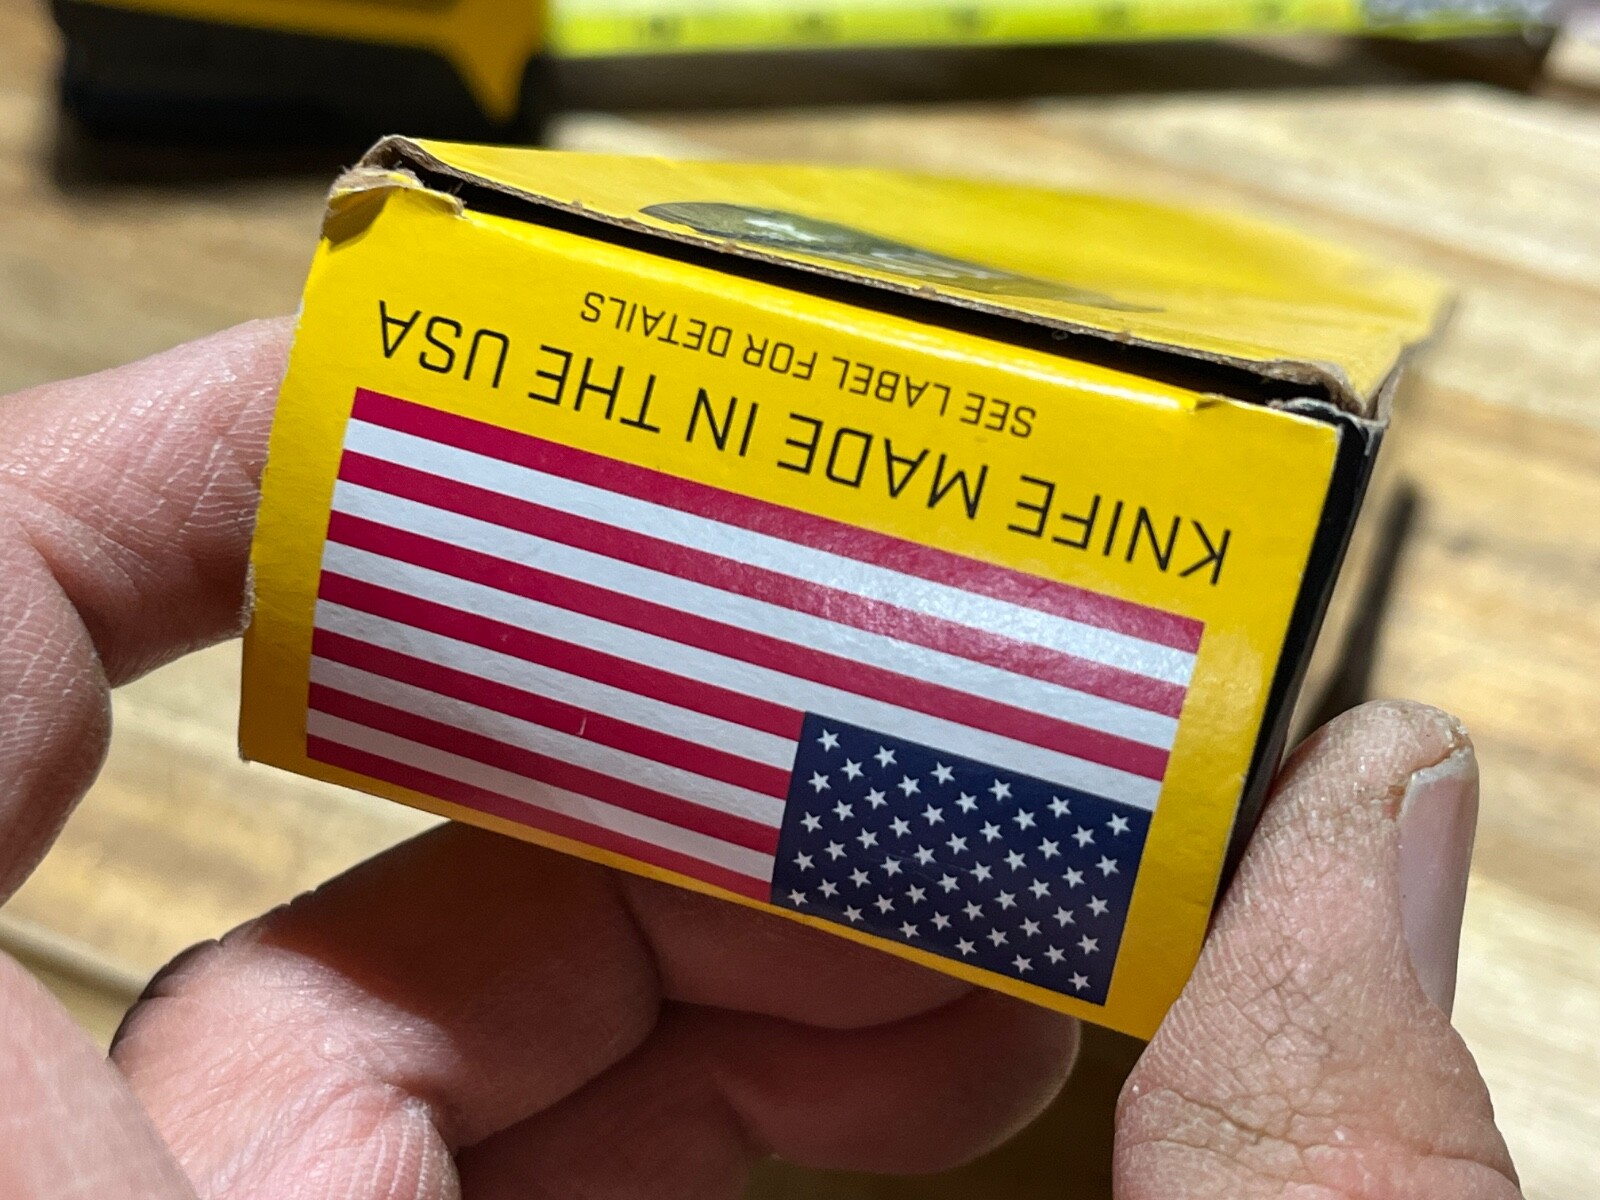 KNIFE MADE IN THE USA
SEE LABEL FOR DETAILS